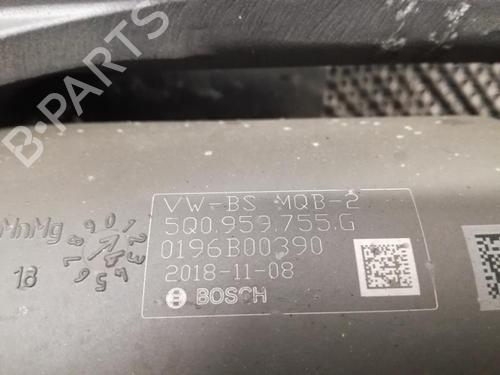 B-PARTS
VW-BS MQB-2
5Q0.959.755.G
0196B00390
2018-11-08
BOSCH
MnMg
18